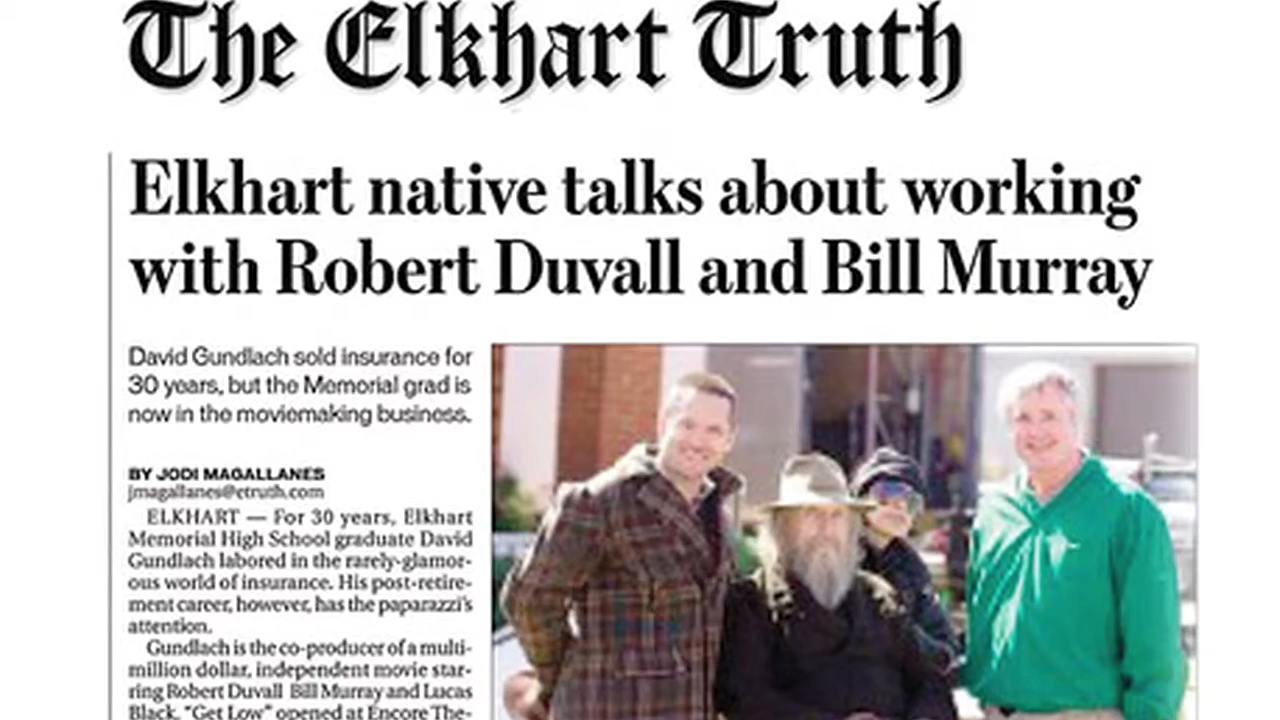 The Elkhart Truth
Elkhart native talks about working
with Robert Duvall and Bill Murray
David Gundlach sold insurance for
30 years, but the Memorial grad is
now in the moviemaking business.
BY JODI MAGALLANES
jmagallanes@etruth.com
ELKHART — For 30 years, Elkhart
Memorial High School graduate David
Gundlach labored in the rarely-glamor-
ous world of insurance. His post-retire-
ment career, however, has the paparazzi's
attention.
Gundlach is the co-producer of a multi-
million dollar, independent movie star-
ring Robert Duvall Bill Murray and Lucas
Black. “Get Low” opened at Encore The-